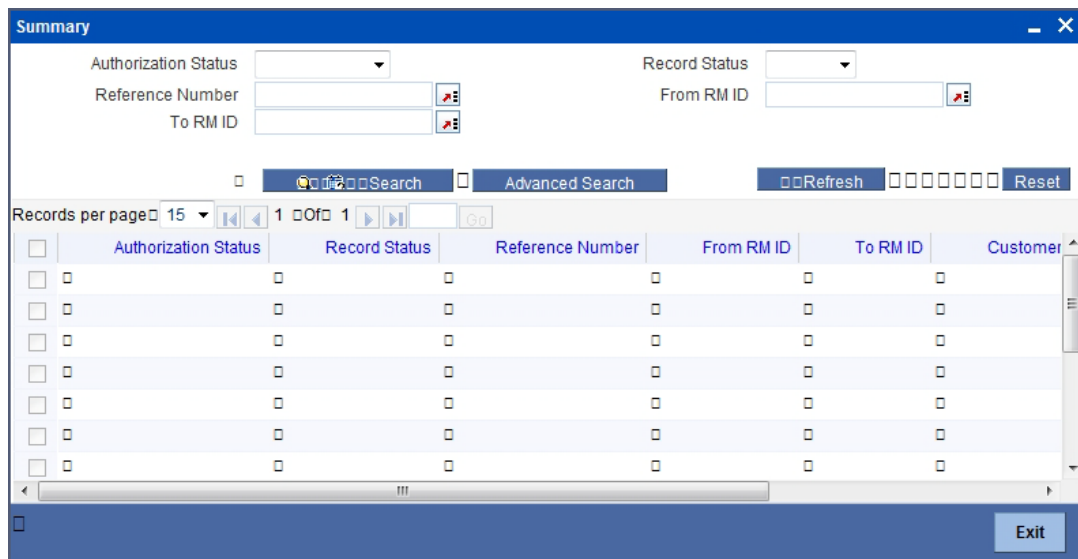 Summary
Authorization Status Record Status
Reference Number From RM ID
To RM ID
Search Advanced Search Refresh Reset
Records per page 15 1 Of 1 Go
Authorization Status Record Status Reference Number From RM ID To RM ID Customer
Exit